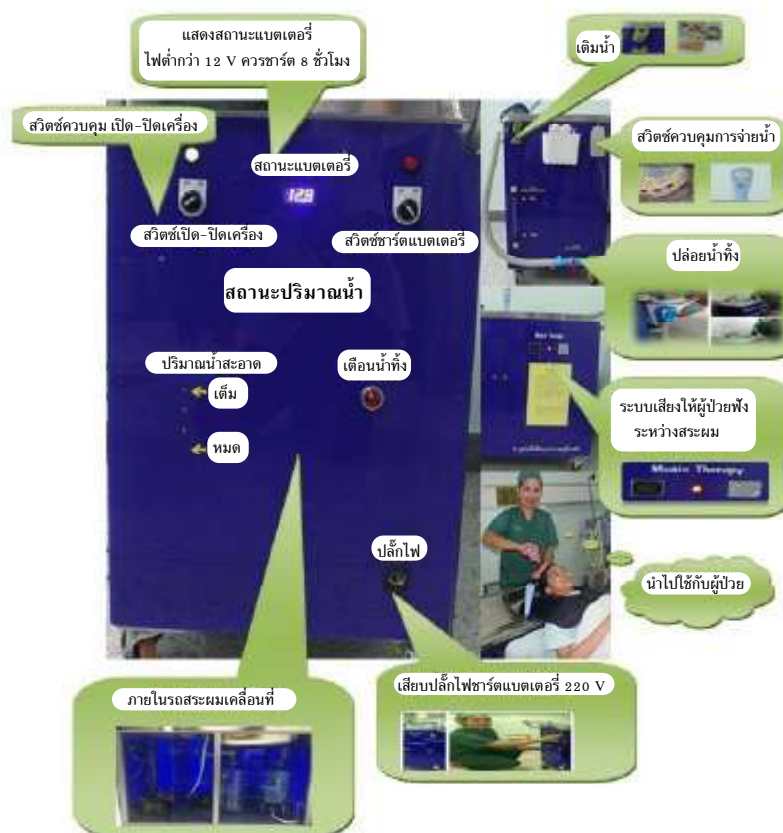 แสดงสถานะแบตเตอรี่
ไฟต่ำกว่า 12 V ควรชาร์ต 8 ชั่วโมง
เติมน้ำ
สวิตซ์ควบคุม เปิด-ปิดเครื่อง
สวิตซ์ควบคุมการจ่ายน้ำ
สถานะแบตเตอรี่
12.9
สวิตซ์เปิด-ปิดเครื่อง
สวิตซ์ชาร์ตแบตเตอรี่
ปล่อยน้ำทิ้ง
สถานะปริมาณน้ำ
ปริมาณน้ำสะอาด
เตือนน้ำทิ้ง
เต็ม
หมด
ระบบเสียงให้ผู้ป่วยฟัง
ระหว่างสระผม
Music Therapy
ปลั๊กไฟ
นำไปใช้กับผู้ป่วย
ภายในรถสระผมเคลื่อนที่
เสียบปลั๊กไฟชาร์ตแบตเตอรี่ 220 V